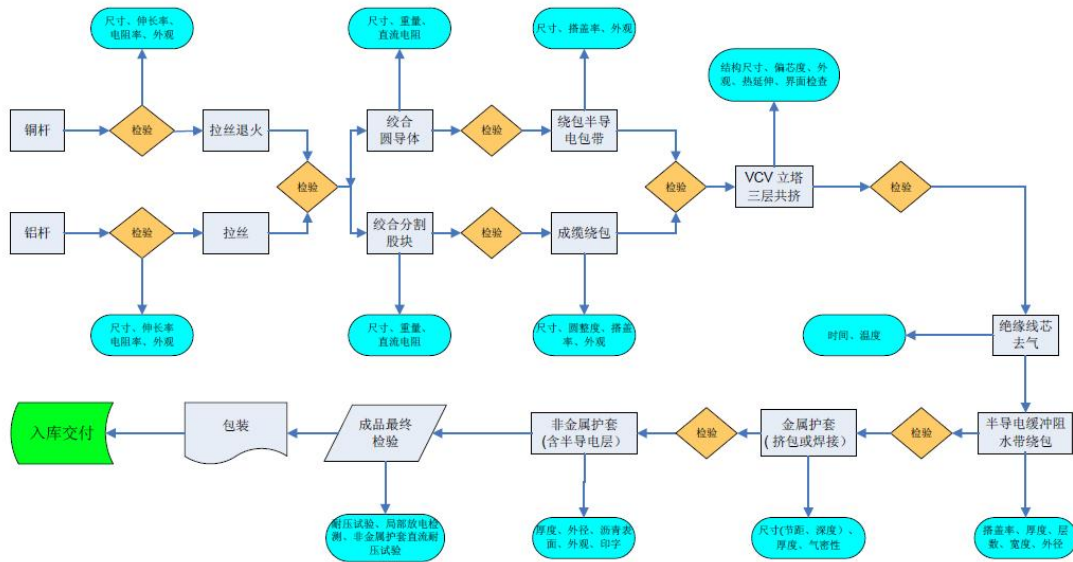 尺寸、伸长率、
电阻率、外观
尺寸、重量、
直流电阻
尺寸、搭盖率、外观
结构尺寸、偏芯度、外
观、热延伸、界面检查
铜杆
检验
拉丝退火
绞合
圆导体
检验
绕包半导
电包带
检验
检验
VCV 立塔
三层共挤
检验
铝杆
检验
拉丝
绞合分割
股块
检验
成缆绕包
尺寸、伸长率
电阻率、外观
尺寸、重量、
直流电阻
尺寸、圆整度、搭盖
率、外观
时间、温度
绝缘线芯
去气
入库交付
包装
成品最终
检验
非金属护套
(含半导电层）
检验
金属护套
( 挤包或焊接）
检验
半导电缓冲阻
水带绕包
耐压试验、局部放电检
测、非金属护套直流耐
压试验
厚度、外径、沥青表
面、外观、印字
尺寸(节距、深度）、
厚度、气密性
搭盖率、厚度、层
数、宽度、外径